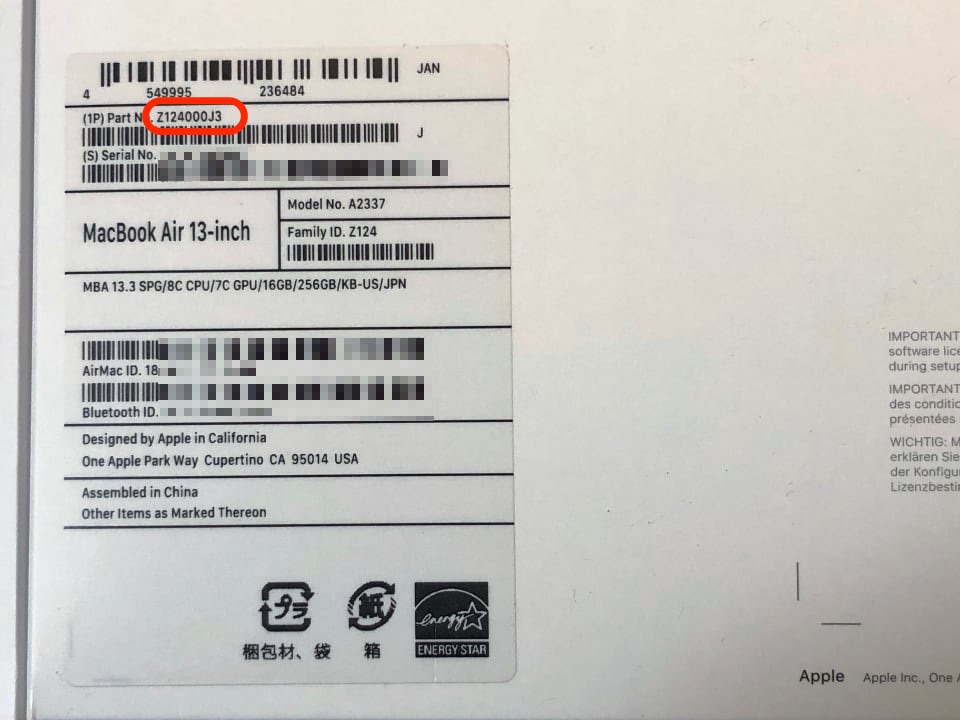 JAN
4 549995 236484
(1P) Part No. Z124000J3
J
(S) Serial No.
MacBook Air 13-inch
Model No. A2337
Family ID. Z124
MBA 13.3 SPG/8C CPU/7C GPU/16GB/256GB/KB-US/JPN
AirMac ID. 18
Bluetooth ID.
Designed by Apple in California
One Apple Park Way Cupertino CA 95014 USA
Assembled in China
Other Items as Marked Thereon
プラ
紙
energy
ENERGY STAR
梱包材、袋
箱
IMPORTANT
software lice
during setup
IMPORTANT
des conditio
présentées
WICHTIG: M
erklären Sie
der Konfigu
Lizenzbestin
Apple Apple Inc., One A